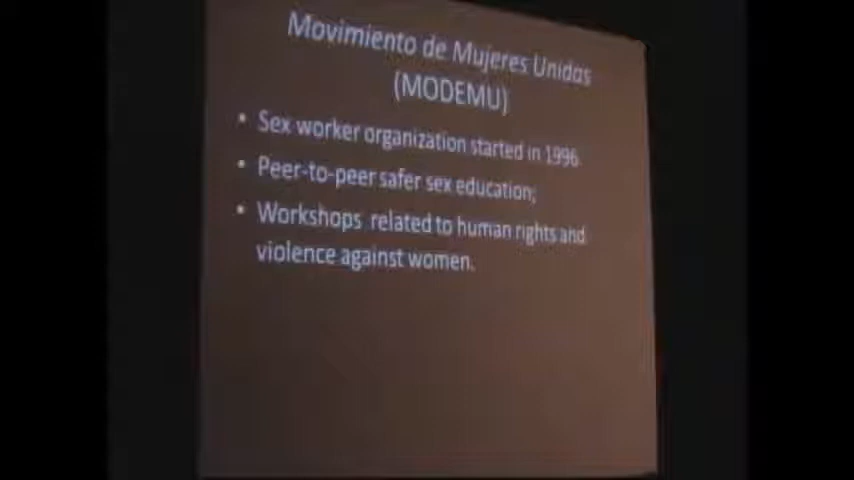 Movimiento de Mujeres Unidas
(MODEMU)
• Sex worker organization started in 1996
• Peer-to-peer safer sex education;
• Workshops related to human rights and
violence against women.